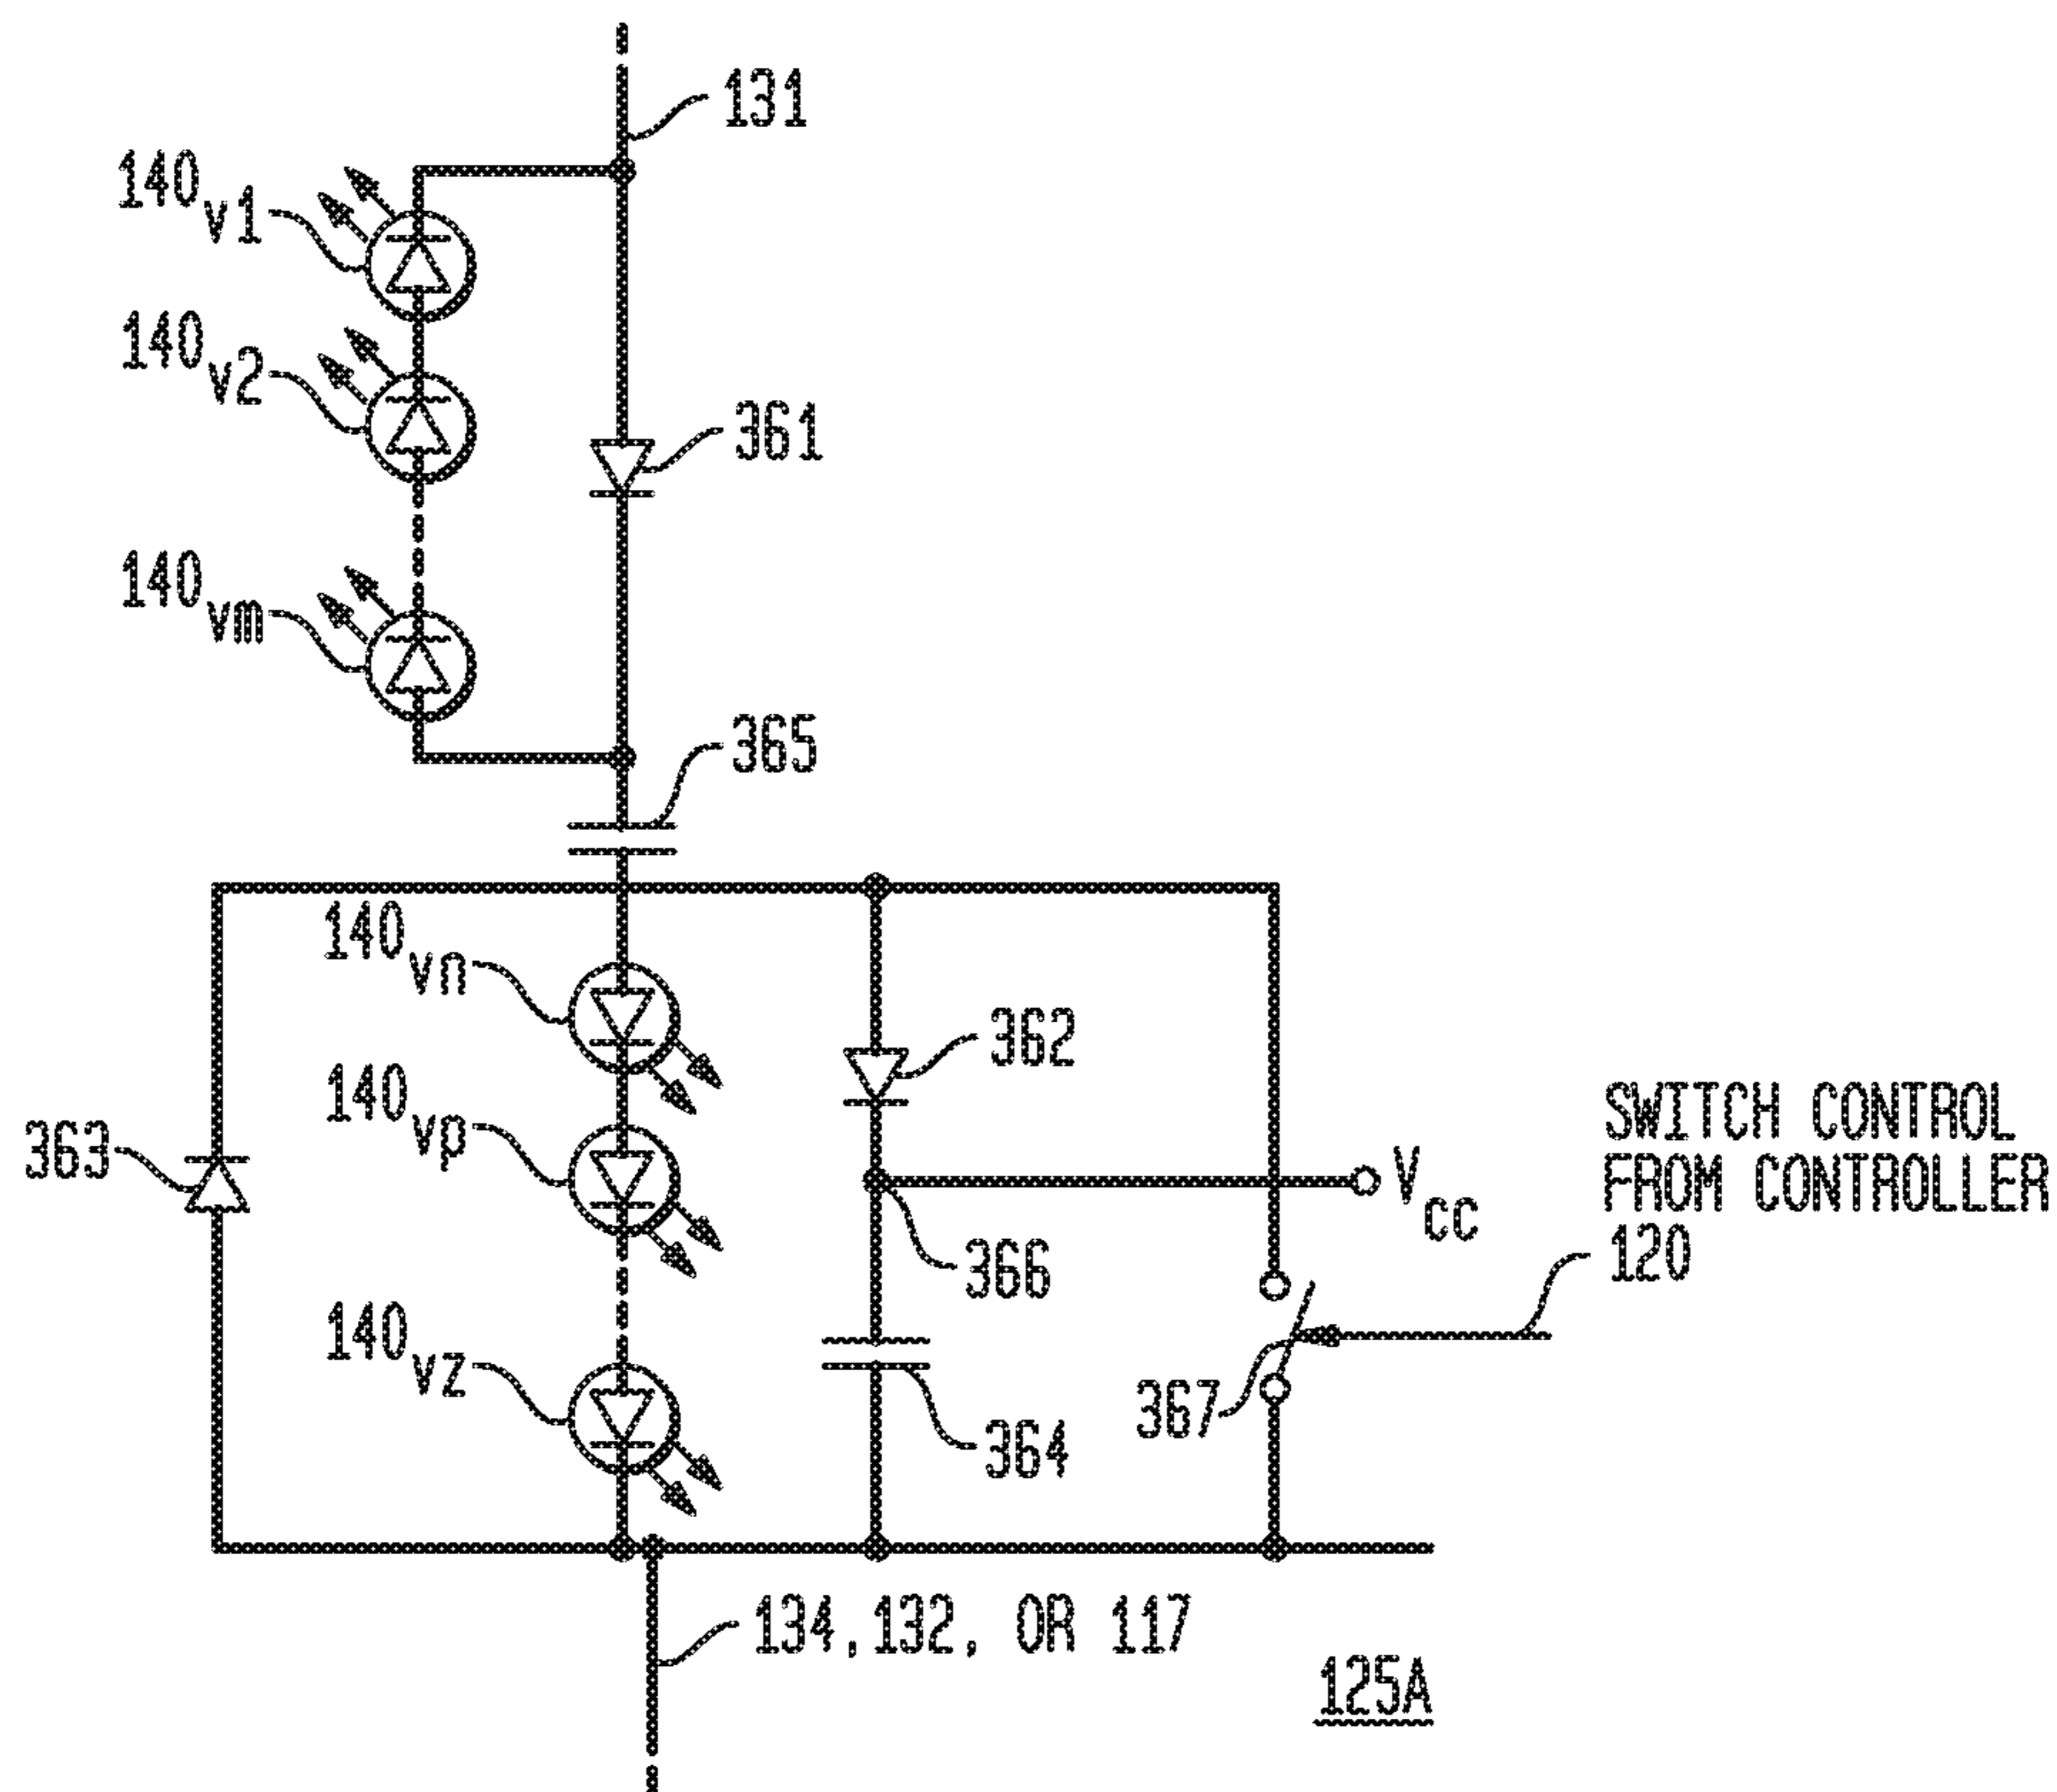 131
140v1
140v2
361
140vm
365
140vn
362
140vp
363
SWITCH CONTROL
FROM CONTROLLER
120
Vcc
366
140vz
367
364
134, 132, OR 117
125A